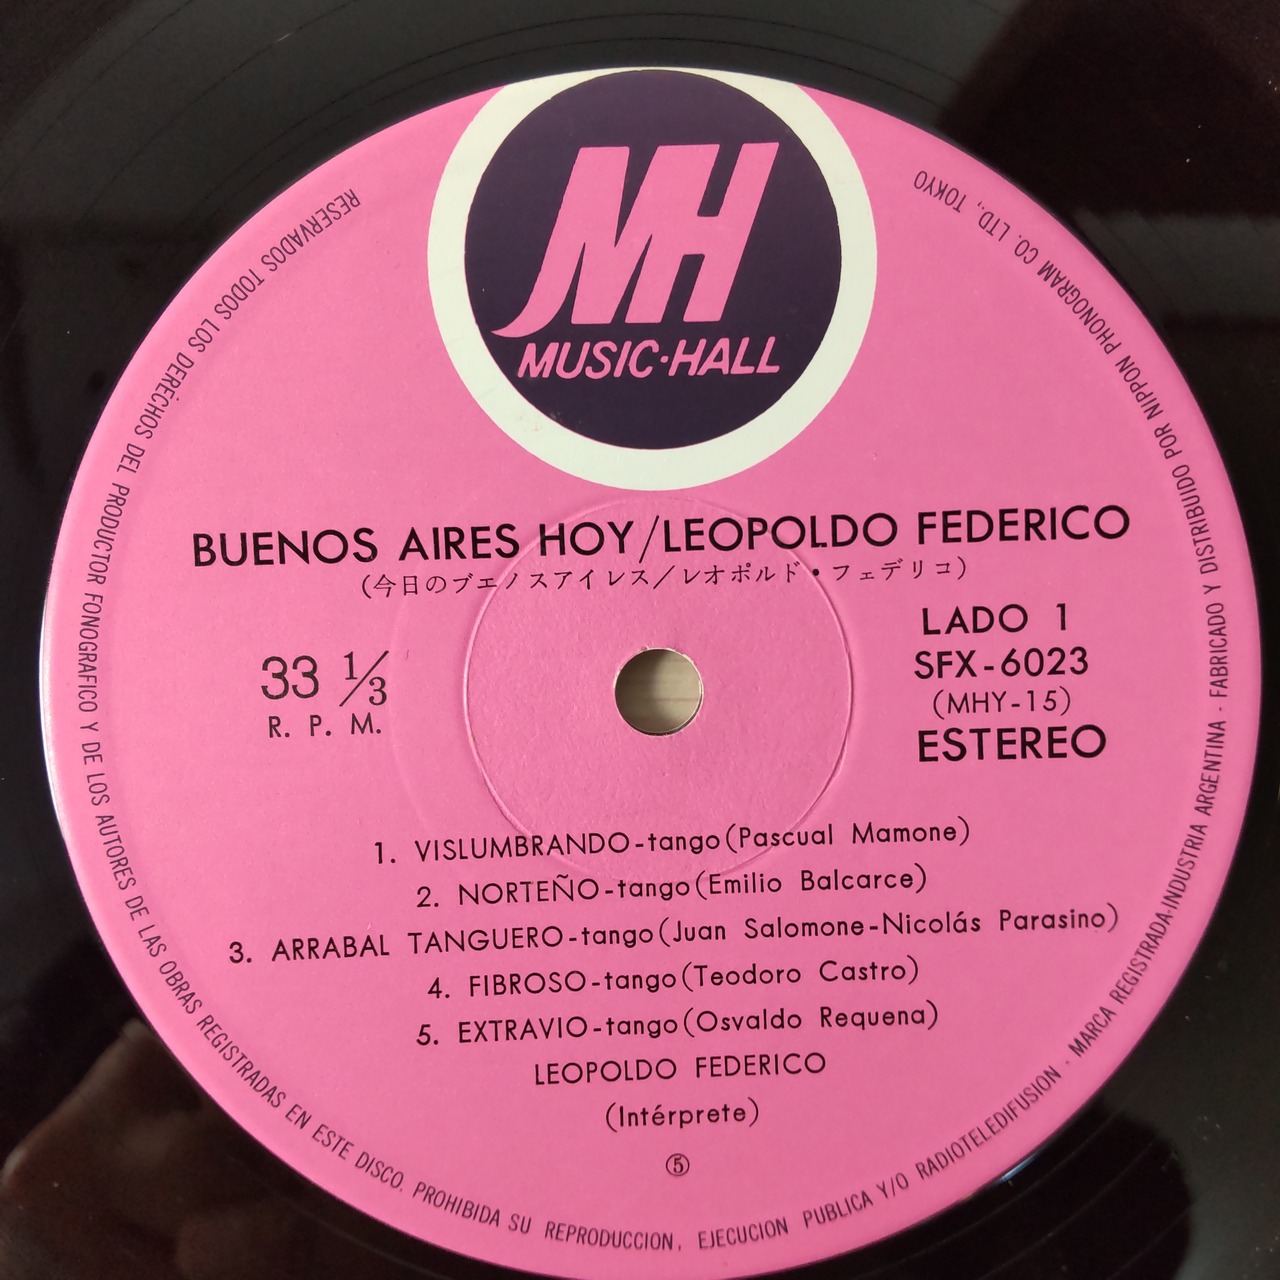 MH
MUSIC·HALL
BUENOS AIRES HOY/LEOPOLDO FEDERICO
(今日のブエノスアイレス/レオポルド・フェデリコ)
33 1/3
R. P. M.
LADO 1
SFX-6023
(MHY-15)
ESTEREO
1. VISLUMBRANDO-tango(Pascual Mamone)
2. NORTEÑO-tango(Emilio Balcarce)
3. ARRABAL TANGUERO-tango(Juan Salomone-Nicolás Parasino)
4. FIBROSO-tango(Teodoro Castro)
5. EXTRAVIO-tango(Osvaldo Requena)
LEOPOLDO FEDERICO
(Intérprete)
⑤
RESERVADOS TODOS LOS DERECHOS DEL PRODUCTOR FONOGRAFICO Y DE LOS AUTORES DE LAS OBRAS REGISTRADAS EN ESTE DISCO. PROHIBIDA SU REPRODUCCION, EJECUCION PUBLICA Y/O RADIOTELEDIFUSION · MARCA REGISTRADA·INDUSTRIA ARGENTINA · FABRICADO Y DISTRIBUIDO POR NIPPON PHONOGRAM CO. LTD., TOKYO